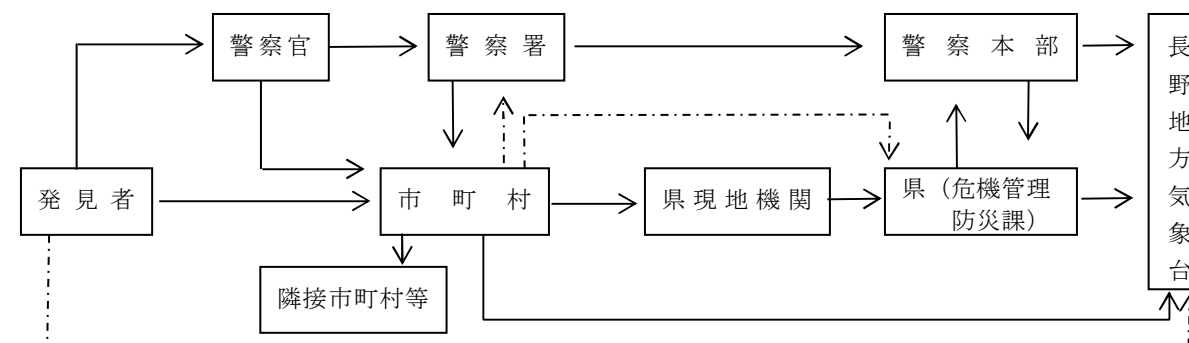 警察官
警察署
警察本部
長野地方気象台
発見者
市町村
県現地機関
県（危機管理
防災課）
隣接市町村等